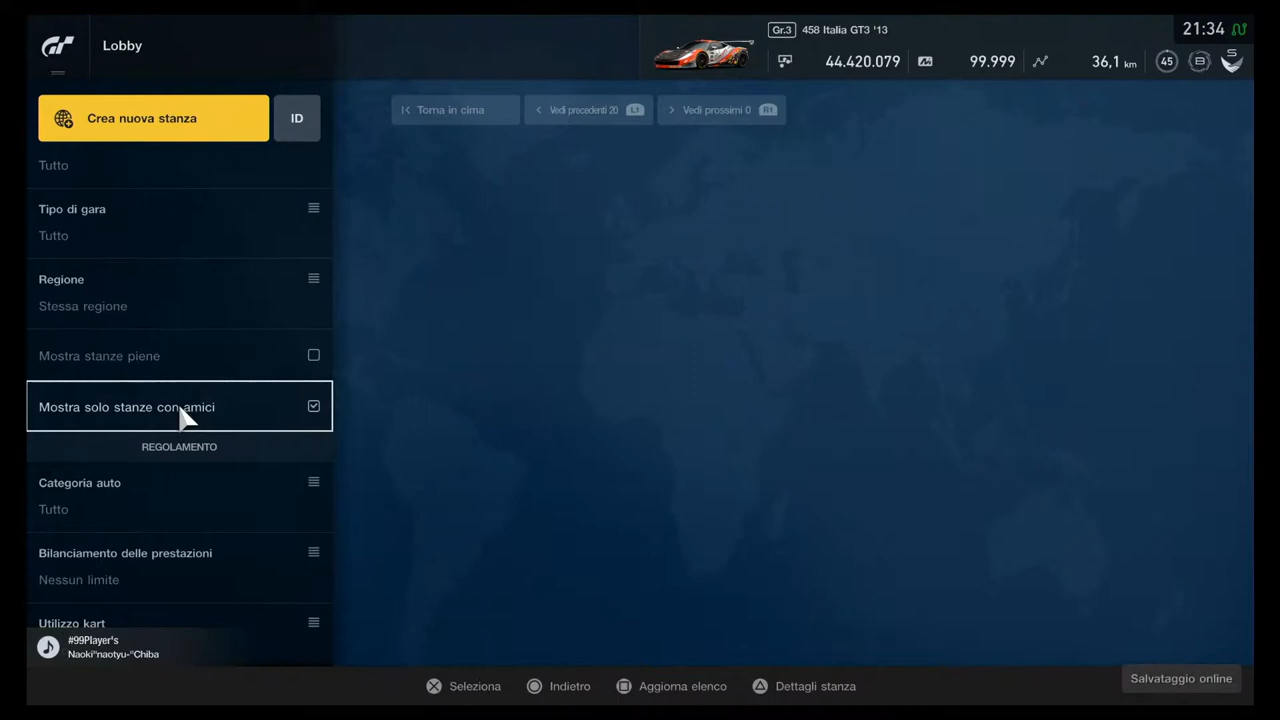 Lobby
Gr.3 458 Italia GT3 '13
21:34
44.420.079
99.999
36,1 km
45
B
S
Crea nuova stanza
ID
Torna in cima
Vedi precedenti 20 L1
Vedi prossimi 0 R1
Tutto
Tipo di gara
Tutto
Regione
Stessa regione
Mostra stanze piene
Mostra solo stanze con amici
REGOLAMENTO
Categoria auto
Tutto
Bilanciamento delle prestazioni
Nessun limite
Utilizzo kart
#99Player's
Naoki"naotyu-"Chiba
Seleziona
Indietro
Aggiorna elenco
Dettagli stanza
Salvataggio online